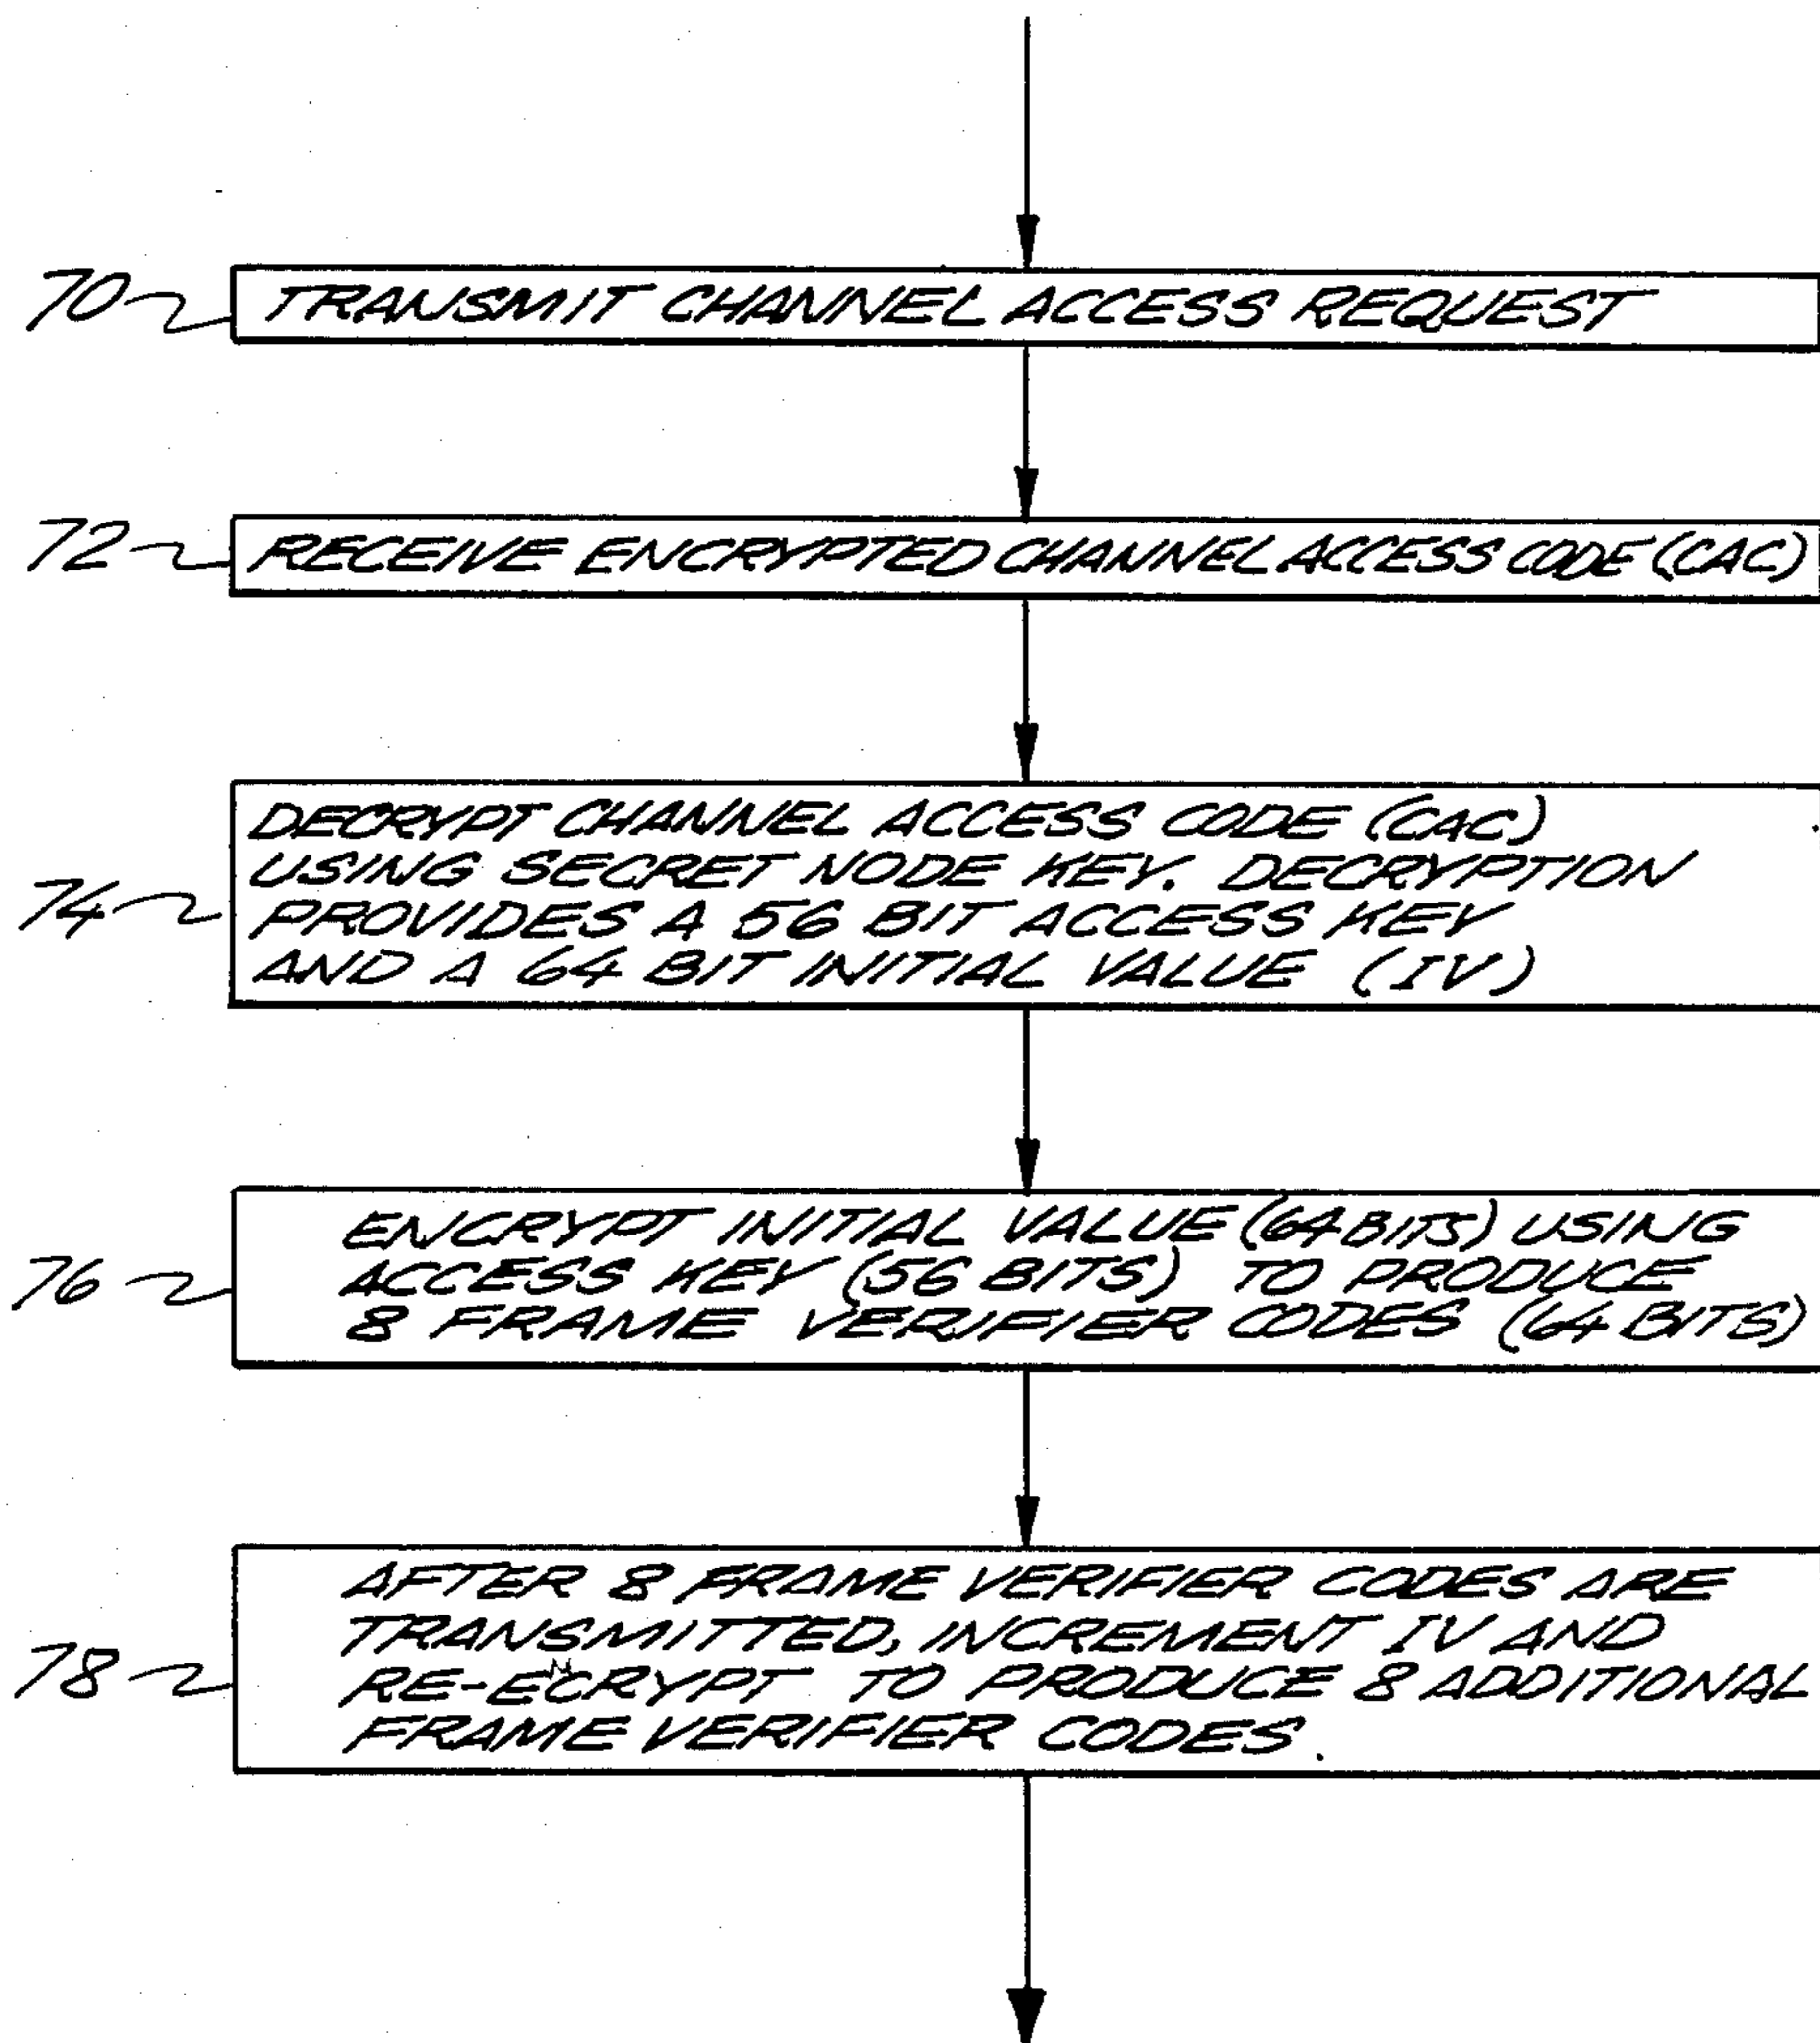 70
TRANSMIT CHANNEL ACCESS REQUEST
72
RECEIVE ENCRYPTED CHANNEL ACCESS CODE (CAC)
74
DECRYPT CHANNEL ACCESS CODE (CAC)
USING SECRET NODE KEY. DECRYPTION
PROVIDES A 56 BIT ACCESS KEY
AND A 64 BIT INITIAL VALUE (IV)
76
ENCRYPT INITIAL VALUE (64 BITS) USING
ACCESS KEY (56 BITS) TO PRODUCE
8 FRAME VERIFIER CODES (64 BITS)
78
AFTER 8 FRAME VERIFIER CODES ARE
TRANSMITTED, INCREMENT IV AND
RE-ENCRYPT TO PRODUCE 8 ADDITIONAL
FRAME VERIFIER CODES.